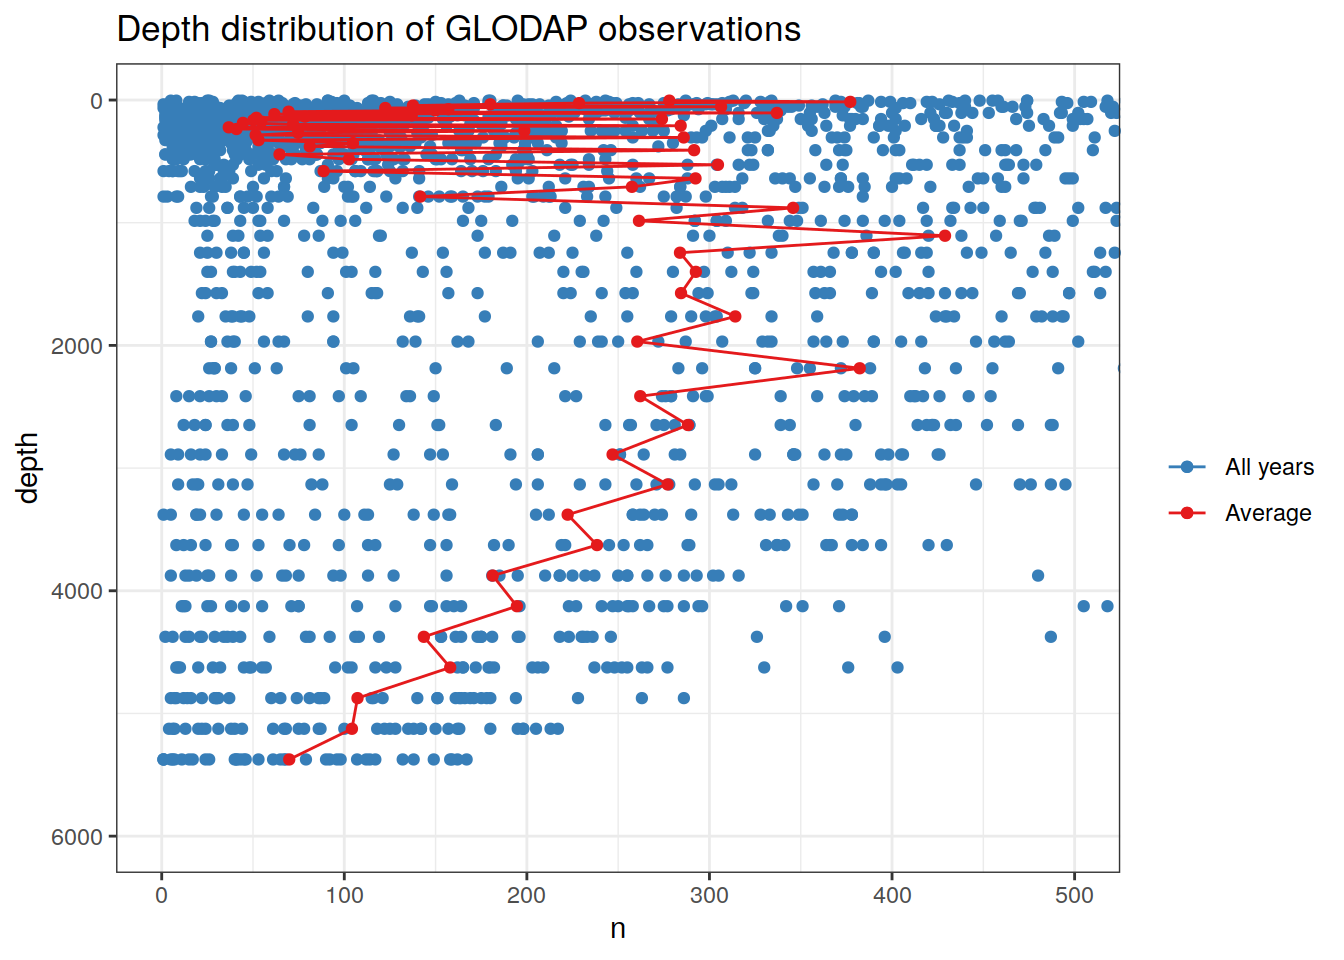 Depth distribution of GLODAP observations
0
2000
4000
6000
depth
0 100 200 300 400 500
n
All years
Average